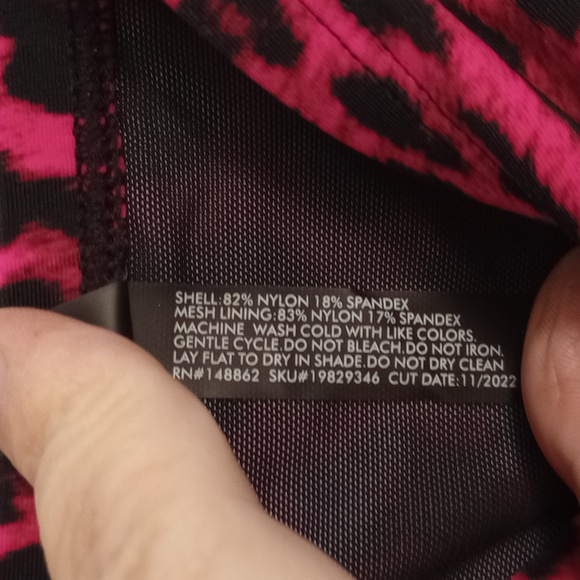 SHELL:82% NYLON 18% SPANDEX
MESH LINING:83% NYLON 17% SPANDEX
MACHINE WASH COLD WITH LIKE COLORS.
GENTLE CYCLE.DO NOT BLEACH.DO NOT IRON.
LAY FLAT TO DRY IN SHADE.DO NOT DRY CLEAN
RN#148862 SKU#19829346 CUT DATE:11/2022